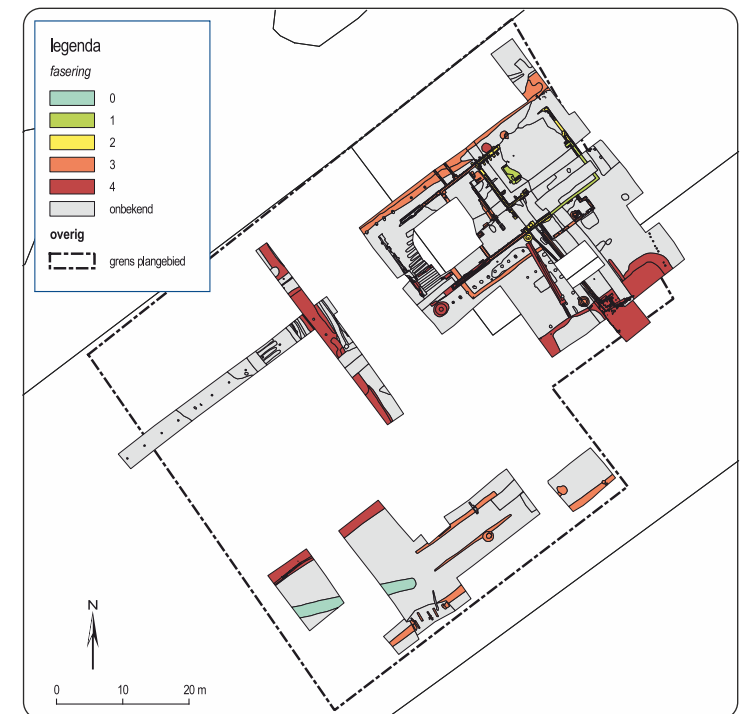 legenda
fasering
0
1
2
3
4
onbekend
overig
grens plangebied
N
0 10 20 m